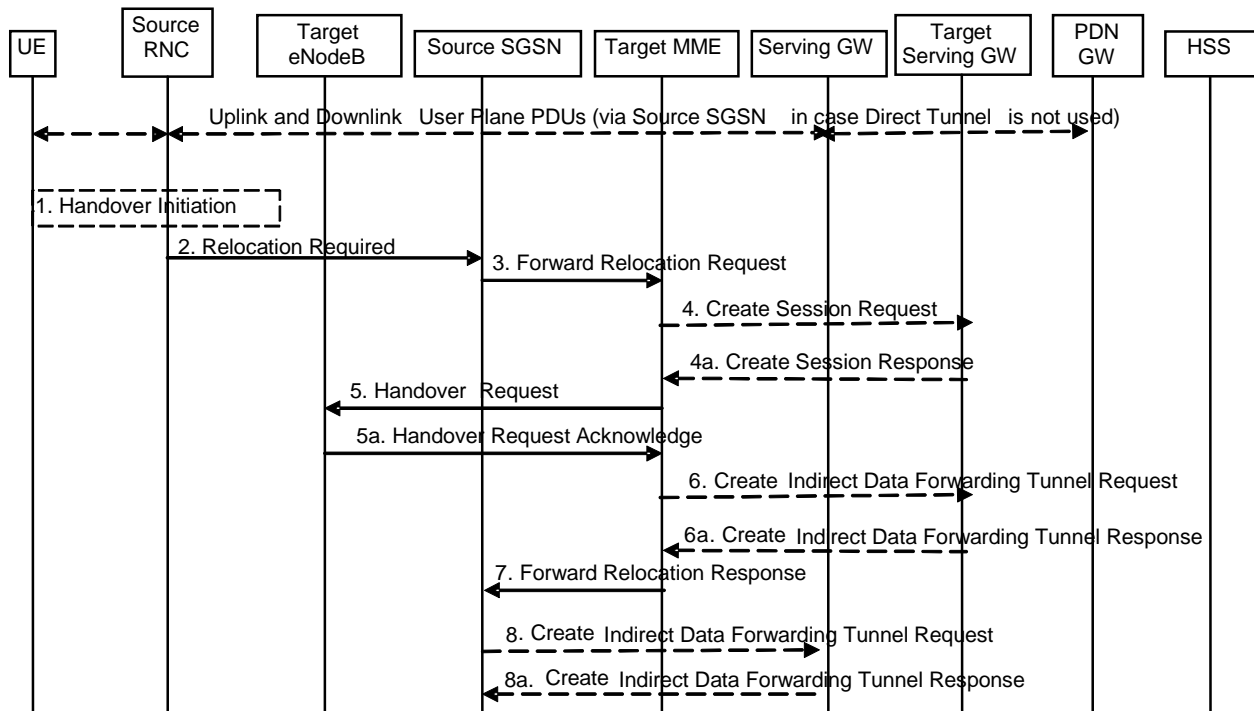 UE
Source
RNC
Target
eNodeB
Source SGSN
Target MME
Serving GW
Target
Serving GW
PDN
GW
HSS
Uplink and Downlink User Plane PDUs (via Source SGSN in case Direct Tunnel is not used)
1. Handover Initiation
2. Relocation Required
3. Forward Relocation Request
4. Create Session Request
4a. Create Session Response
5. Handover Request
5a. Handover Request Acknowledge
6. Create Indirect Data Forwarding Tunnel Request
6a. Create Indirect Data Forwarding Tunnel Response
7. Forward Relocation Response
8. Create Indirect Data Forwarding Tunnel Request
8a. Create Indirect Data Forwarding Tunnel Response